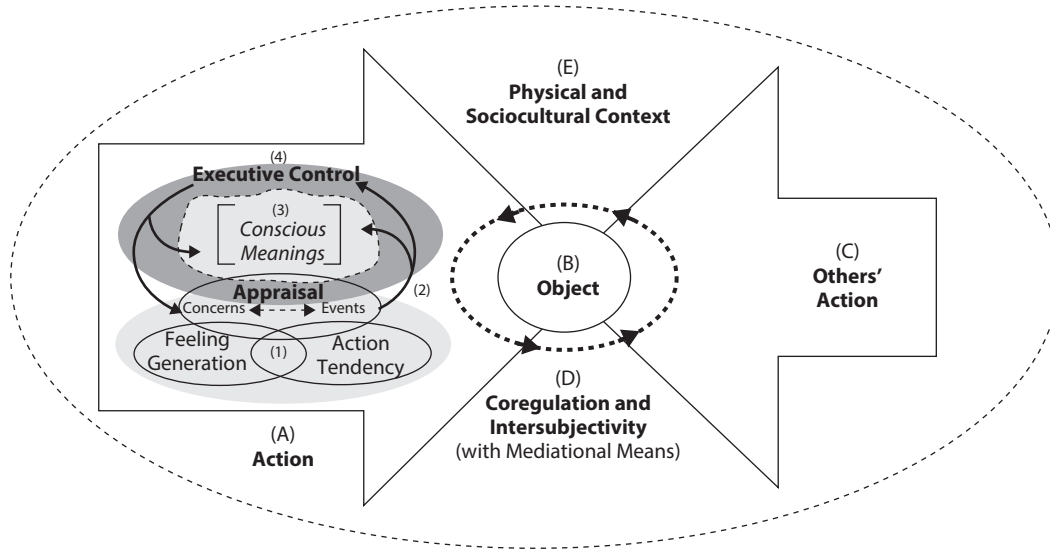 (E)
Physical and
Sociocultural Context
(4)
Executive Control
(3)
Conscious
Meanings
Appraisal
(2)
Concerns
Events
Feeling
Generation
(1)
Action
Tendency
(A)
Action
(B)
Object
(C)
Others'
Action
(D)
Coregulation and
Intersubjectivity
(with Mediational Means)